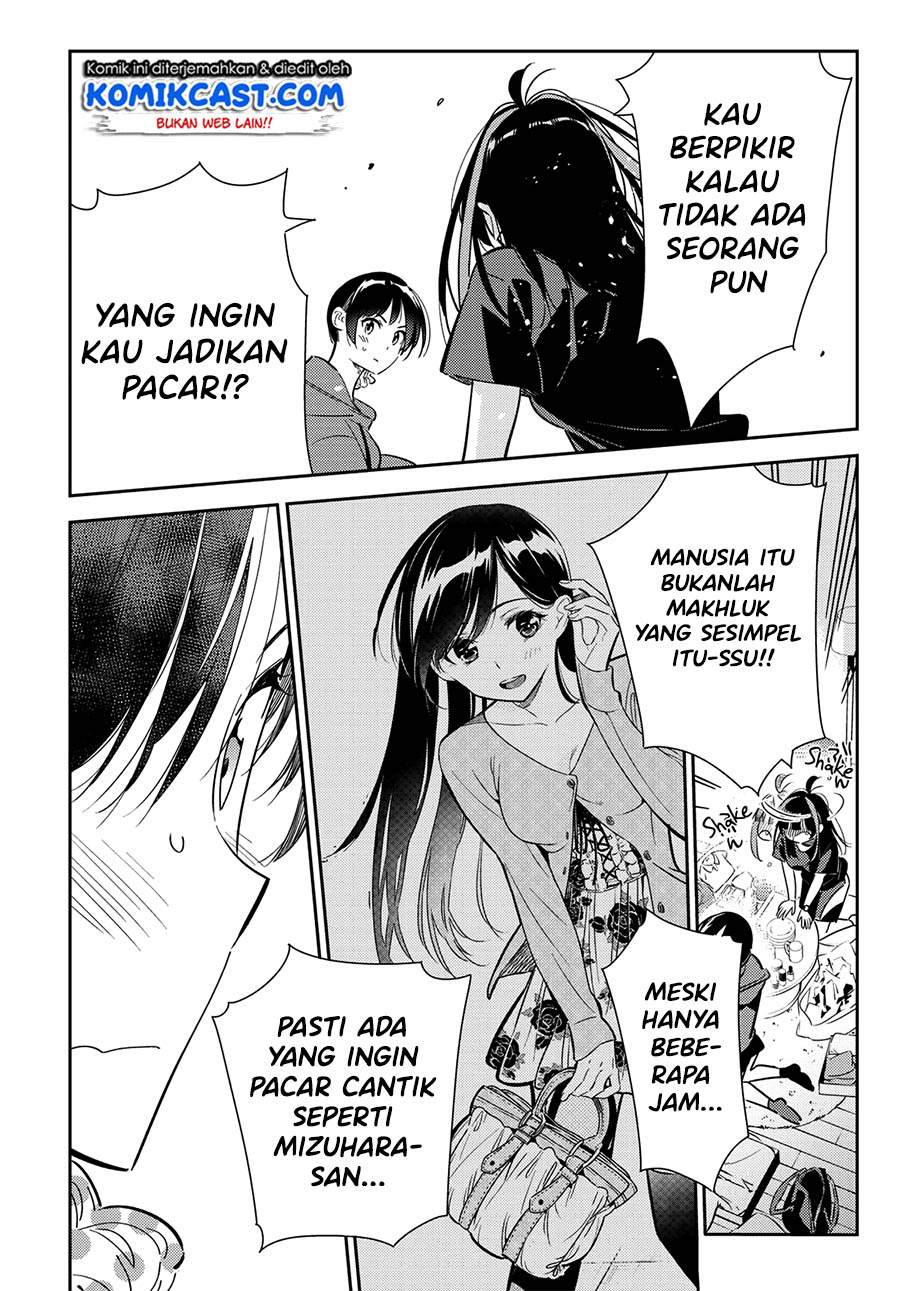 Komik ini diterjemahkan & diedit oleh
KOMIKCAST.COM
BUKAN WEB LAIN!!
KAU
BERPIKIR
KALAU
TIDAK ADA
SEORANG
PUN
YANG INGIN
KAU JADIKAN
PACAR!?
MANUSIA ITU
BUKANLAH
MAKHLUK
YANG SESIMPEL
ITU-SSU!!
Shake
Shake
MESKI
HANYA
BEBE-
RAPA
JAM...
PASTI ADA
YANG INGIN
PACAR CANTIK
SEPERTI
MIZUHARA-
SAN...